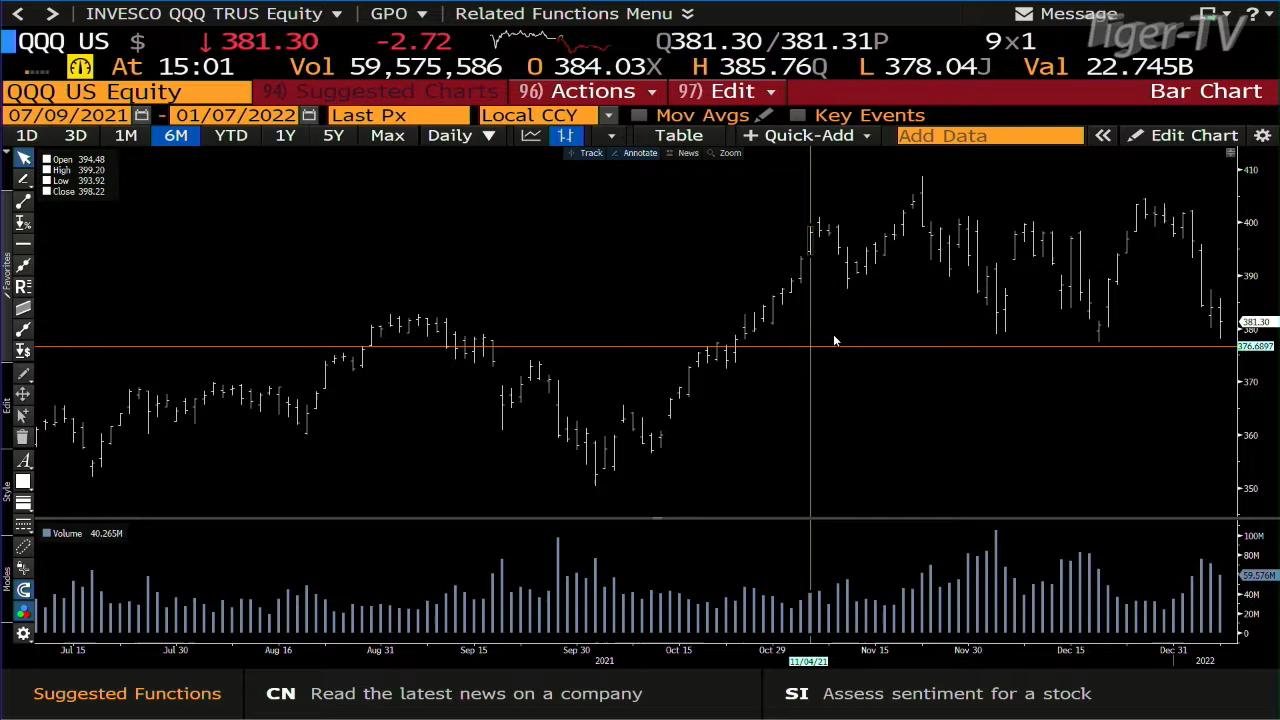 INVESCO QQQ TRUS Equity GPO Related Functions Menu Message ?
Tiger-TV
QQQ US $ ↓381.30 -2.72 Q381.30/381.31P 9x1
At 15:01 Vol 59,575,586 O 384.03X H 385.76Q L 378.04J Val 22.745B
QQQ US Equity 94) Suggested Charts 96) Actions 97) Edit Bar Chart
07/09/2021 - 01/07/2022 Last Px Local CCY Mov Avgs Key Events
1D 3D 1M 6M YTD 1Y 5Y Max Daily Table + Quick-Add Add Data « Edit Chart
Track Annotate News Zoom
Open 394.48
High 399.20
Low 393.92
Close 398.22
410
400
390
381.30
380
376.6897
370
360
350
Favorites
Edit
Style
Modes
Volume 40.265M
100M
80M
59.576M
40M
20M
0
Jul 15 Jul 30 Aug 16 Aug 31 Sep 15 Sep 30 Oct 15 Oct 29 Nov 15 Nov 30 Dec 15 Dec 31
2021 11/04/21 2022
Suggested Functions CN Read the latest news on a company SI Assess sentiment for a stock